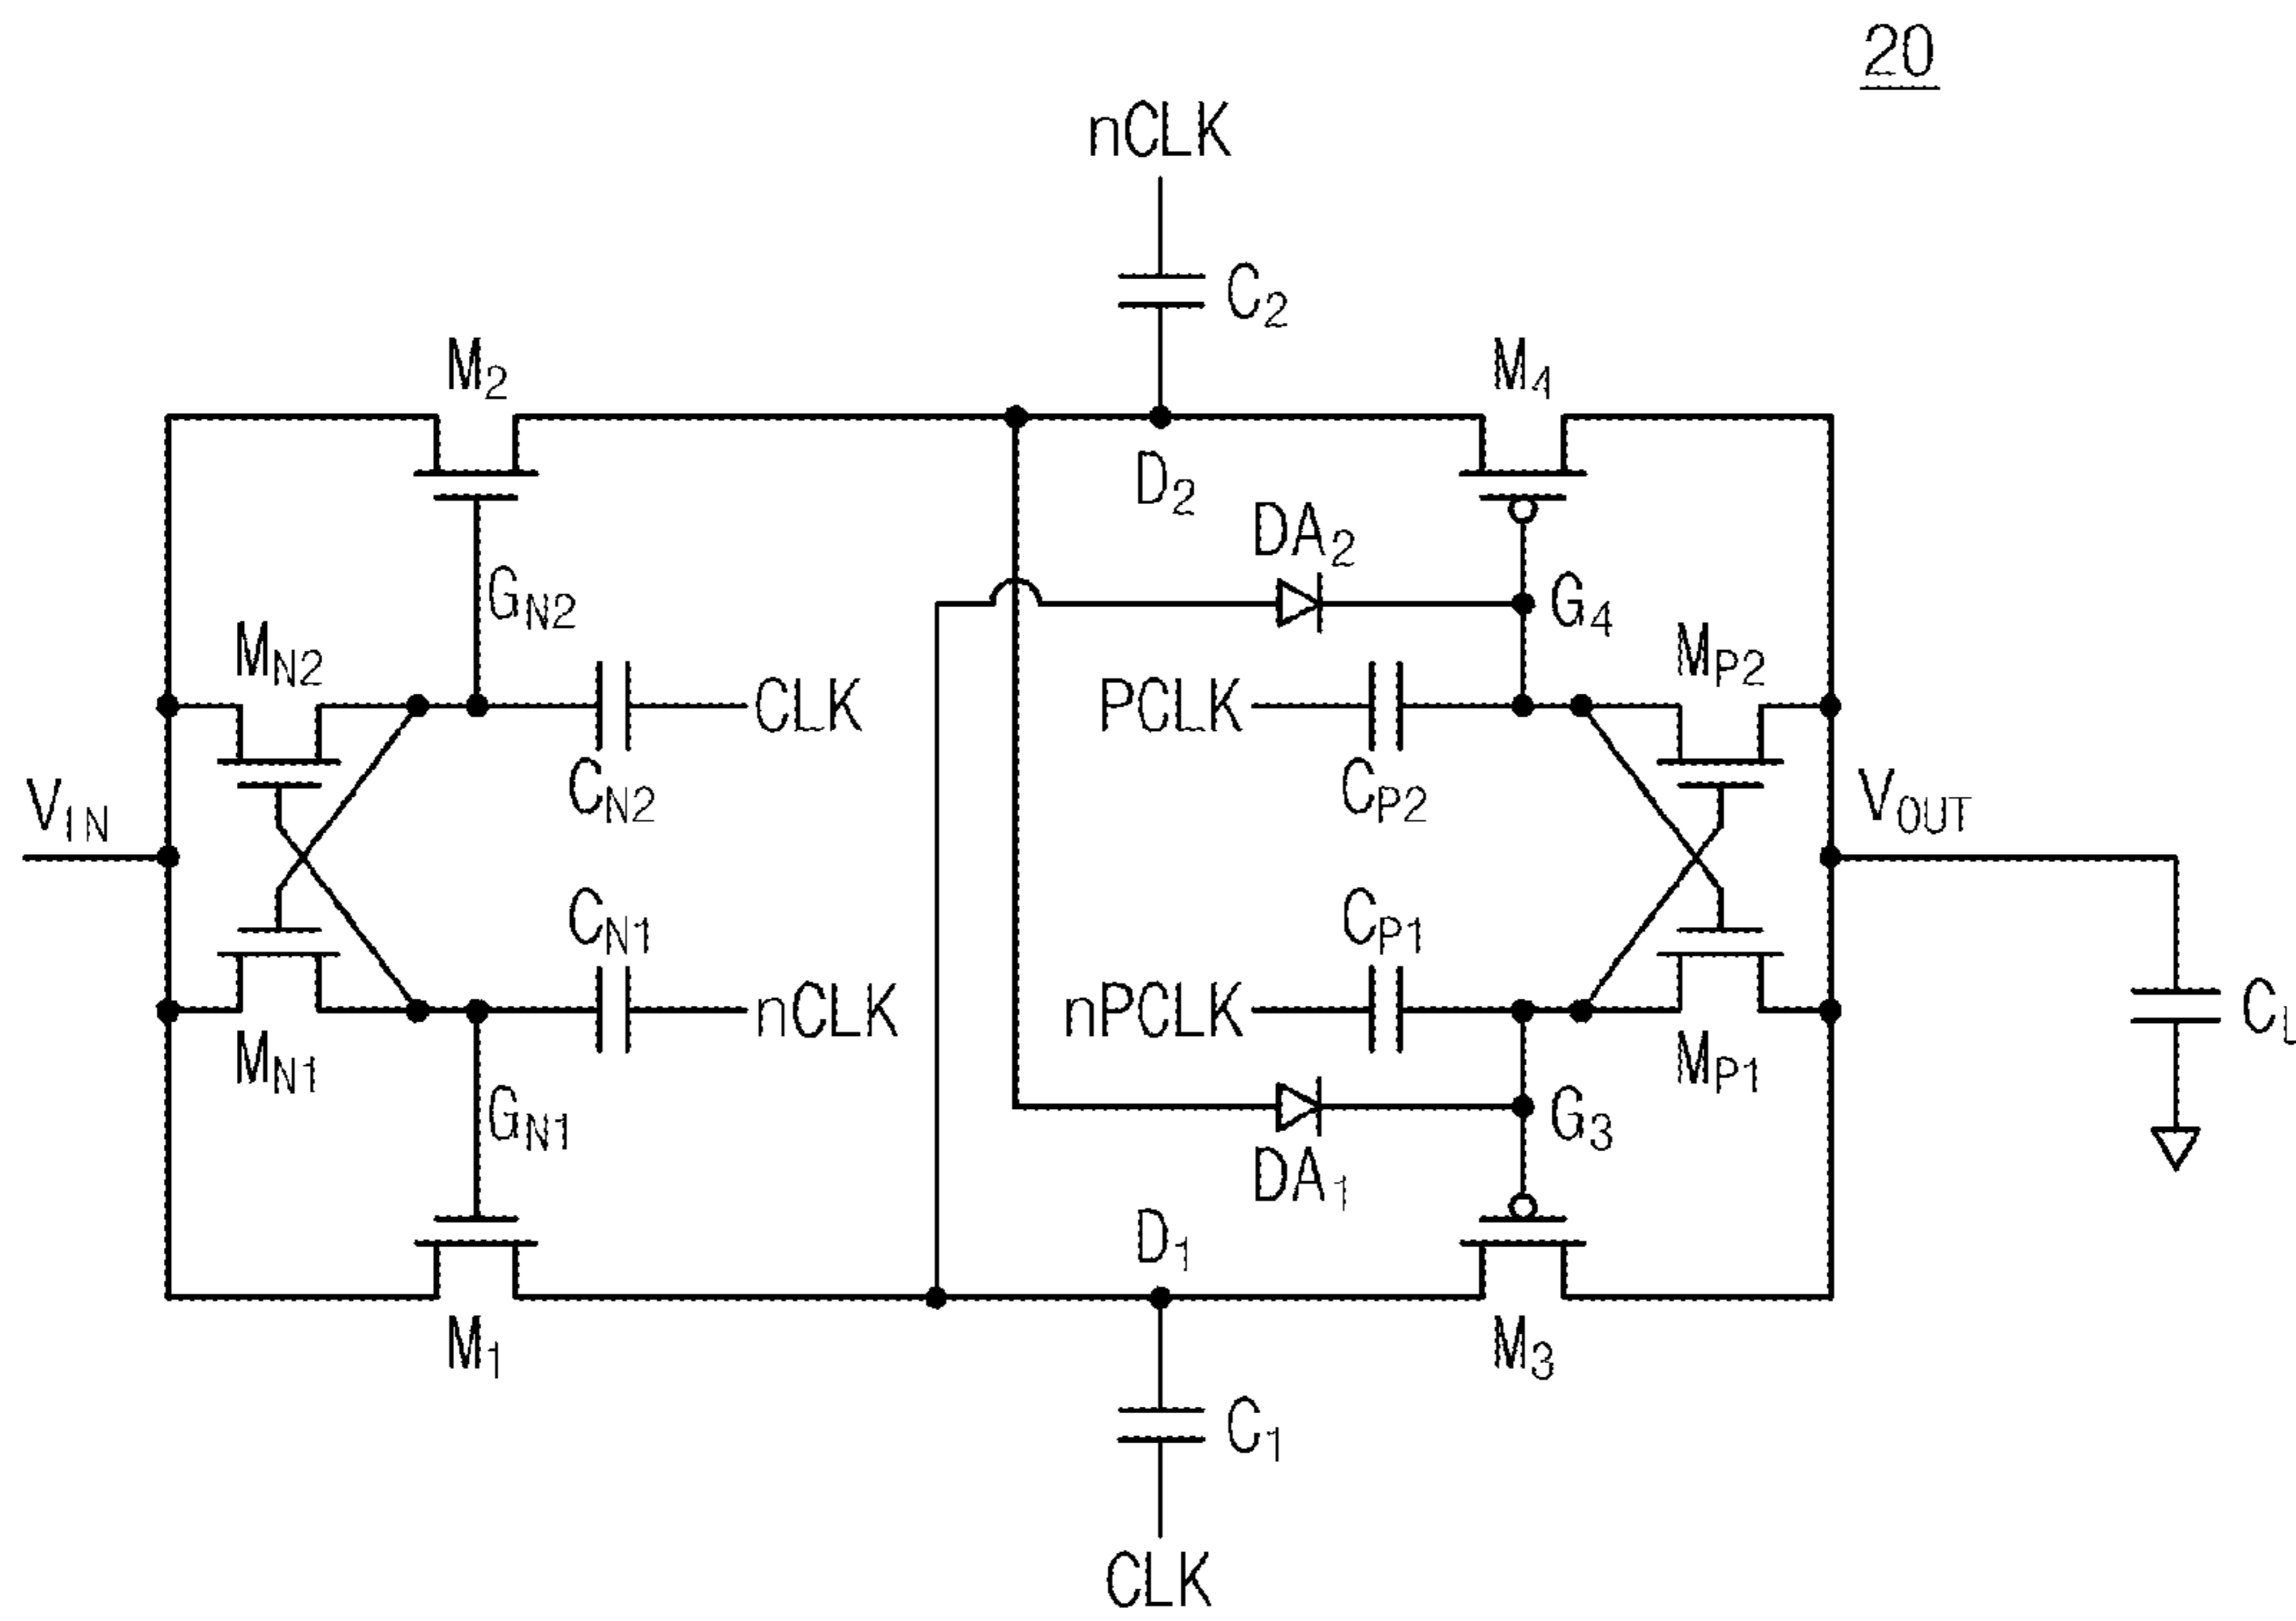 20
nCLK
C2
M2
M4
D2
DA2
GN2
G4
MN2
MP2
CLK
PCLK
CN2
CP2
VIN
VOUT
CN1
CP1
nCLK
nPCLK
CL
MN1
MP1
GN1
G3
DA1
D1
M1
M3
C1
CLK